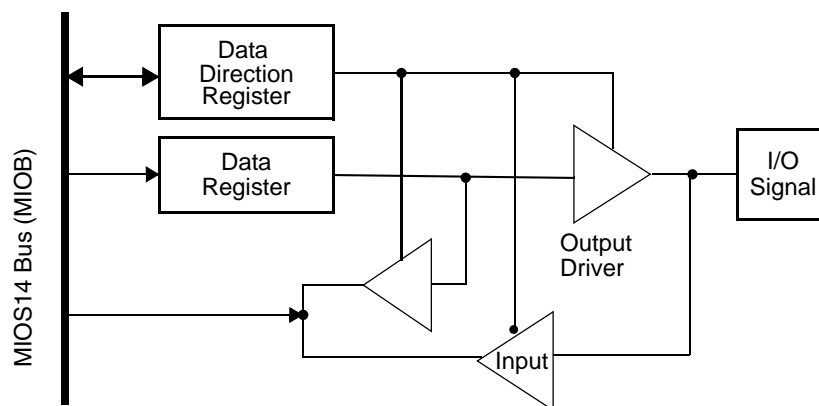 Data
Direction
Register
Data
Register
I/O
Signal
Output
Driver
Input
MIOS14 Bus (MIOB)